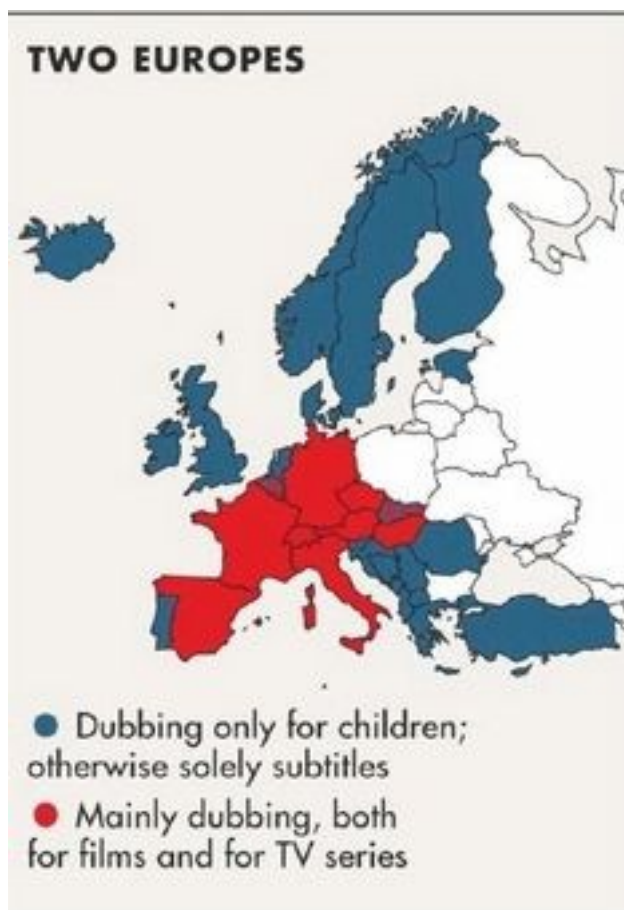 TWO EUROPES
Dubbing only for children;
otherwise solely subtitles
Mainly dubbing, both
for films and for TV series